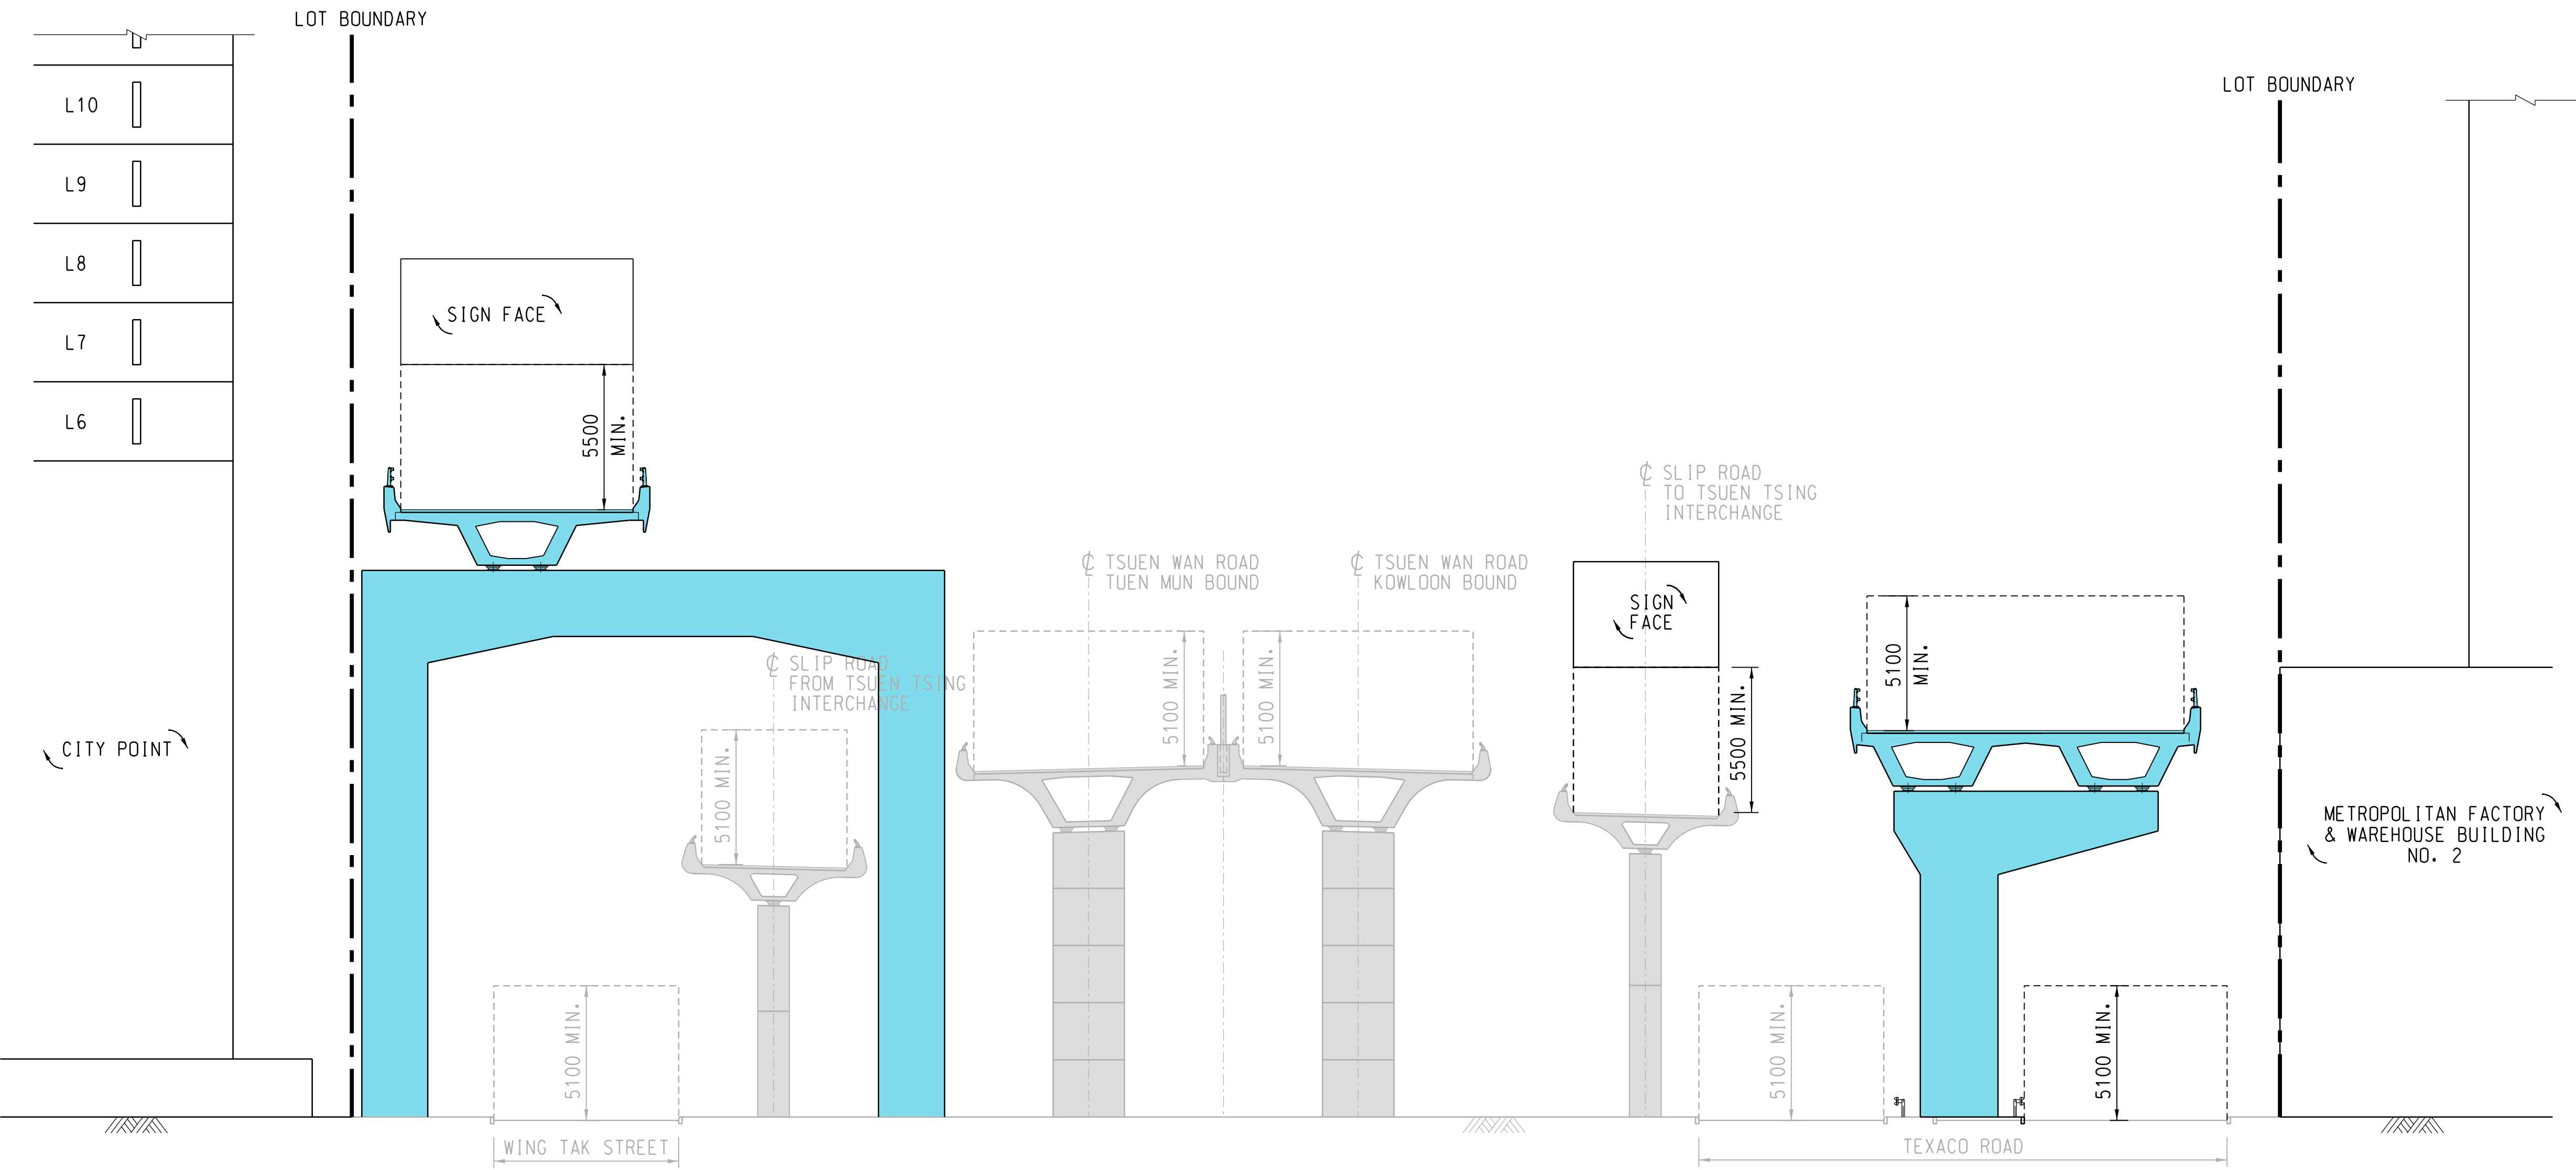 LOT BOUNDARY
LOT BOUNDARY
L10
L9
L8
L7
L6
SIGN FACE
5500
MIN.
℄ SLIP ROAD
TO TSUEN TSING
INTERCHANGE
℄ TSUEN WAN ROAD
TUEN MUN BOUND
℄ TSUEN WAN ROAD
KOWLOON BOUND
SIGN
FACE
5100 MIN.
5100 MIN.
5500 MIN.
5100
MIN.
℄ SLIP ROAD
FROM TSUEN TSING
INTERCHANGE
5100 MIN.
CITY POINT
METROPOLITAN FACTORY
& WAREHOUSE BUILDING
NO. 2
5100 MIN.
5100 MIN.
5100 MIN.
WING TAK STREET
TEXACO ROAD